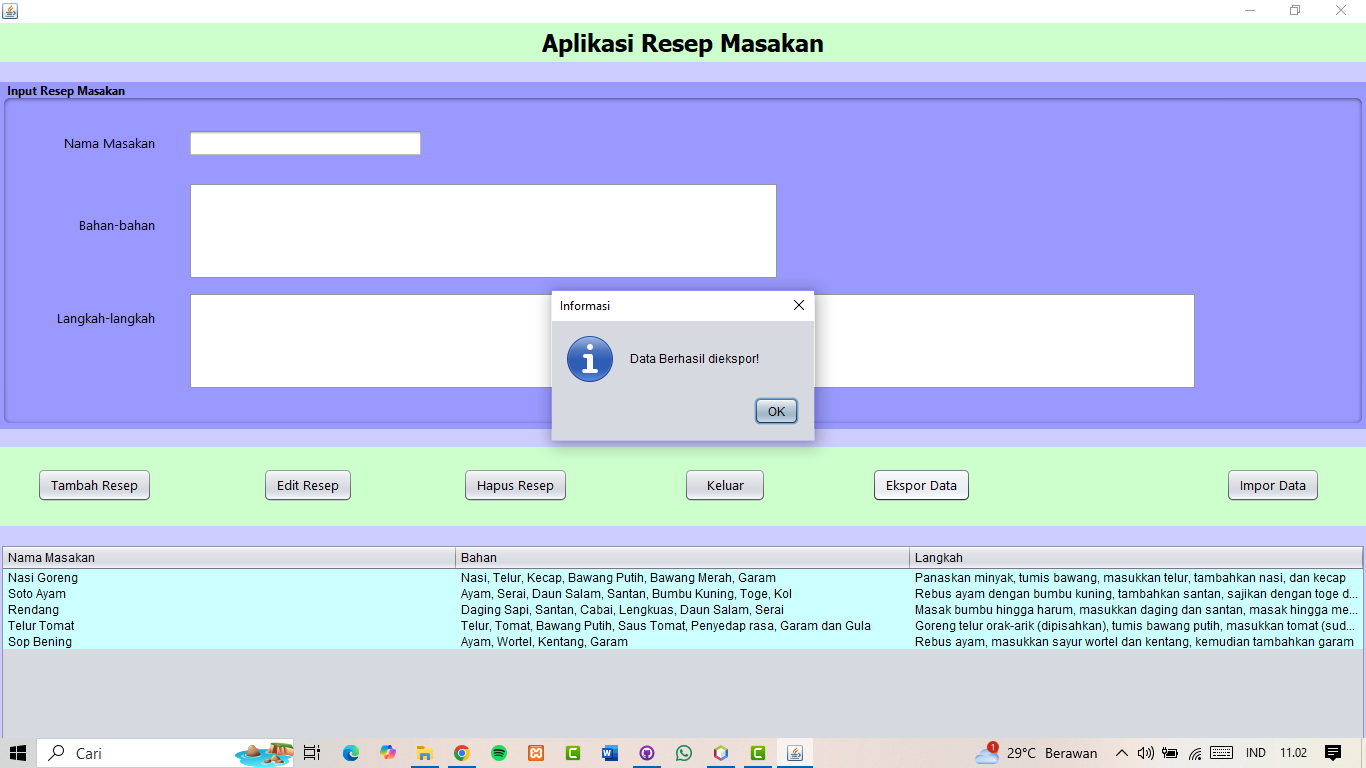 Aplikasi Resep Masakan
Input Resep Masakan
Nama Masakan
Bahan-bahan
Langkah-langkah
Informasi
Data Berhasil diekspor!
OK
Tambah Resep Edit Resep Hapus Resep Keluar Ekspor Data Impor Data
Nama Masakan Bahan Langkah
Nasi Goreng Nasi, Telur, Kecap, Bawang Putih, Bawang Merah, Garam Panaskan minyak, tumis bawang, masukkan telur, tambahkan nasi, dan kecap
Soto Ayam Ayam, Serai, Daun Salam, Santan, Bumbu Kuning, Toge, Kol Rebus ayam dengan bumbu kuning, tambahkan santan, sajikan dengan toge d...
Rendang Daging Sapi, Santan, Cabai, Lengkuas, Daun Salam, Serai Masak bumbu hingga harum, masukkan daging dan santan, masak hingga me...
Telur Tomat Telur, Tomat, Bawang Putih, Saus Tomat, Penyedap rasa, Garam dan Gula Goreng telur orak-arik (dipisahkan), tumis bawang putih, masukkan tomat (sud...
Sop Bening Ayam, Wortel, Kentang, Garam Rebus ayam, masukkan sayur wortel dan kentang, kemudian tambahkan garam
Cari 1 29°C Berawan IND 11.02